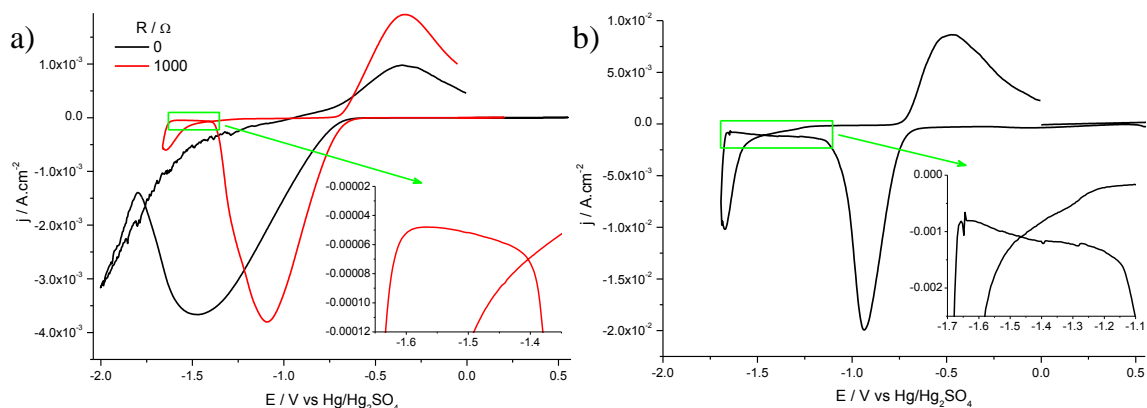 a)
R / Ω
0
1000
1.0x10⁻³
0.0
-1.0x10⁻³
-2.0x10⁻³
-3.0x10⁻³
-4.0x10⁻³
j / A.cm⁻²
-2.0 -1.5 -1.0 -0.5 0.0 0.5
E / V vs Hg/Hg₂SO₄
-0.00002
-0.00004
-0.00006
-0.00008
-0.00010
-0.00012
-1.6 -1.5 -1.4
b)
1.0x10⁻²
5.0x10⁻³
0.0
-5.0x10⁻³
-1.0x10⁻²
-1.5x10⁻²
-2.0x10⁻²
j / A.cm⁻²
-2.0 -1.5 -1.0 -0.5 0.0 0.5
E / V vs Hg/Hg₂SO₄
0.000
-0.001
-0.002
-1.7 -1.6 -1.5 -1.4 -1.3 -1.2 -1.1